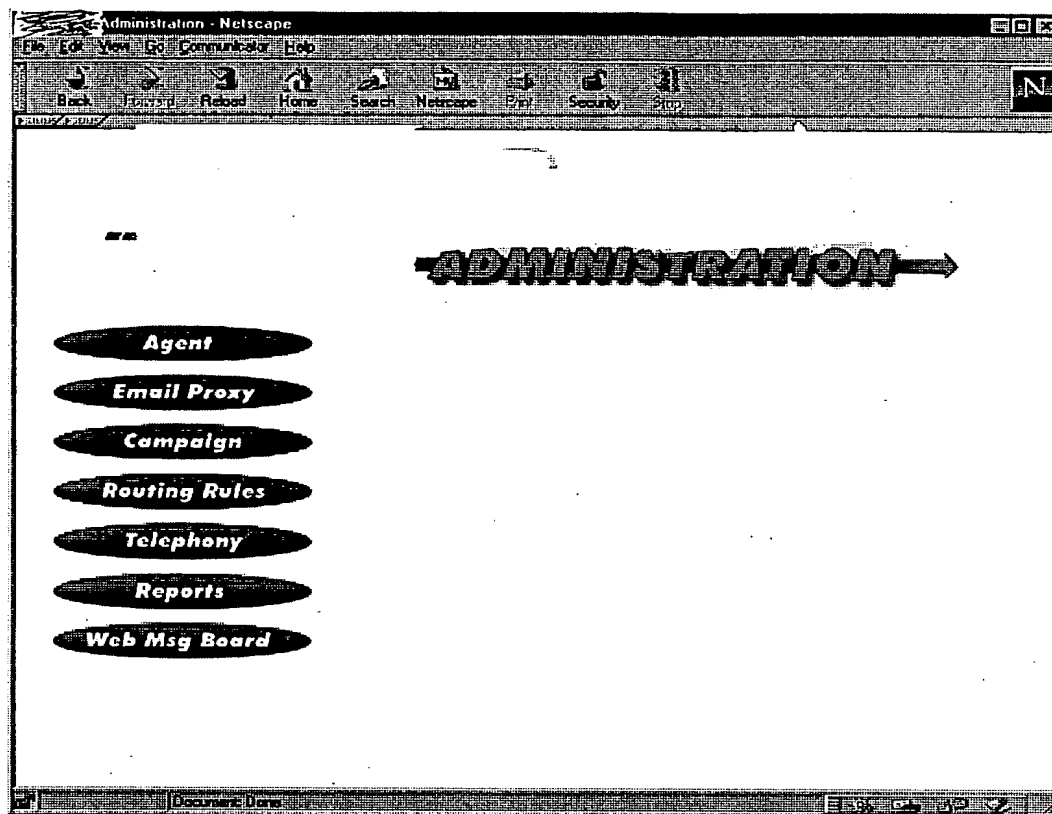 Administration - Netscape
File Edit View Go Communicator Help
Back Forward Reload Home Search Netscape Print Security Stop
N
ADMINISTRATION
Agent
Email Proxy
Campaign
Routing Rules
Telephony
Reports
Web Msg Board
Document: Done